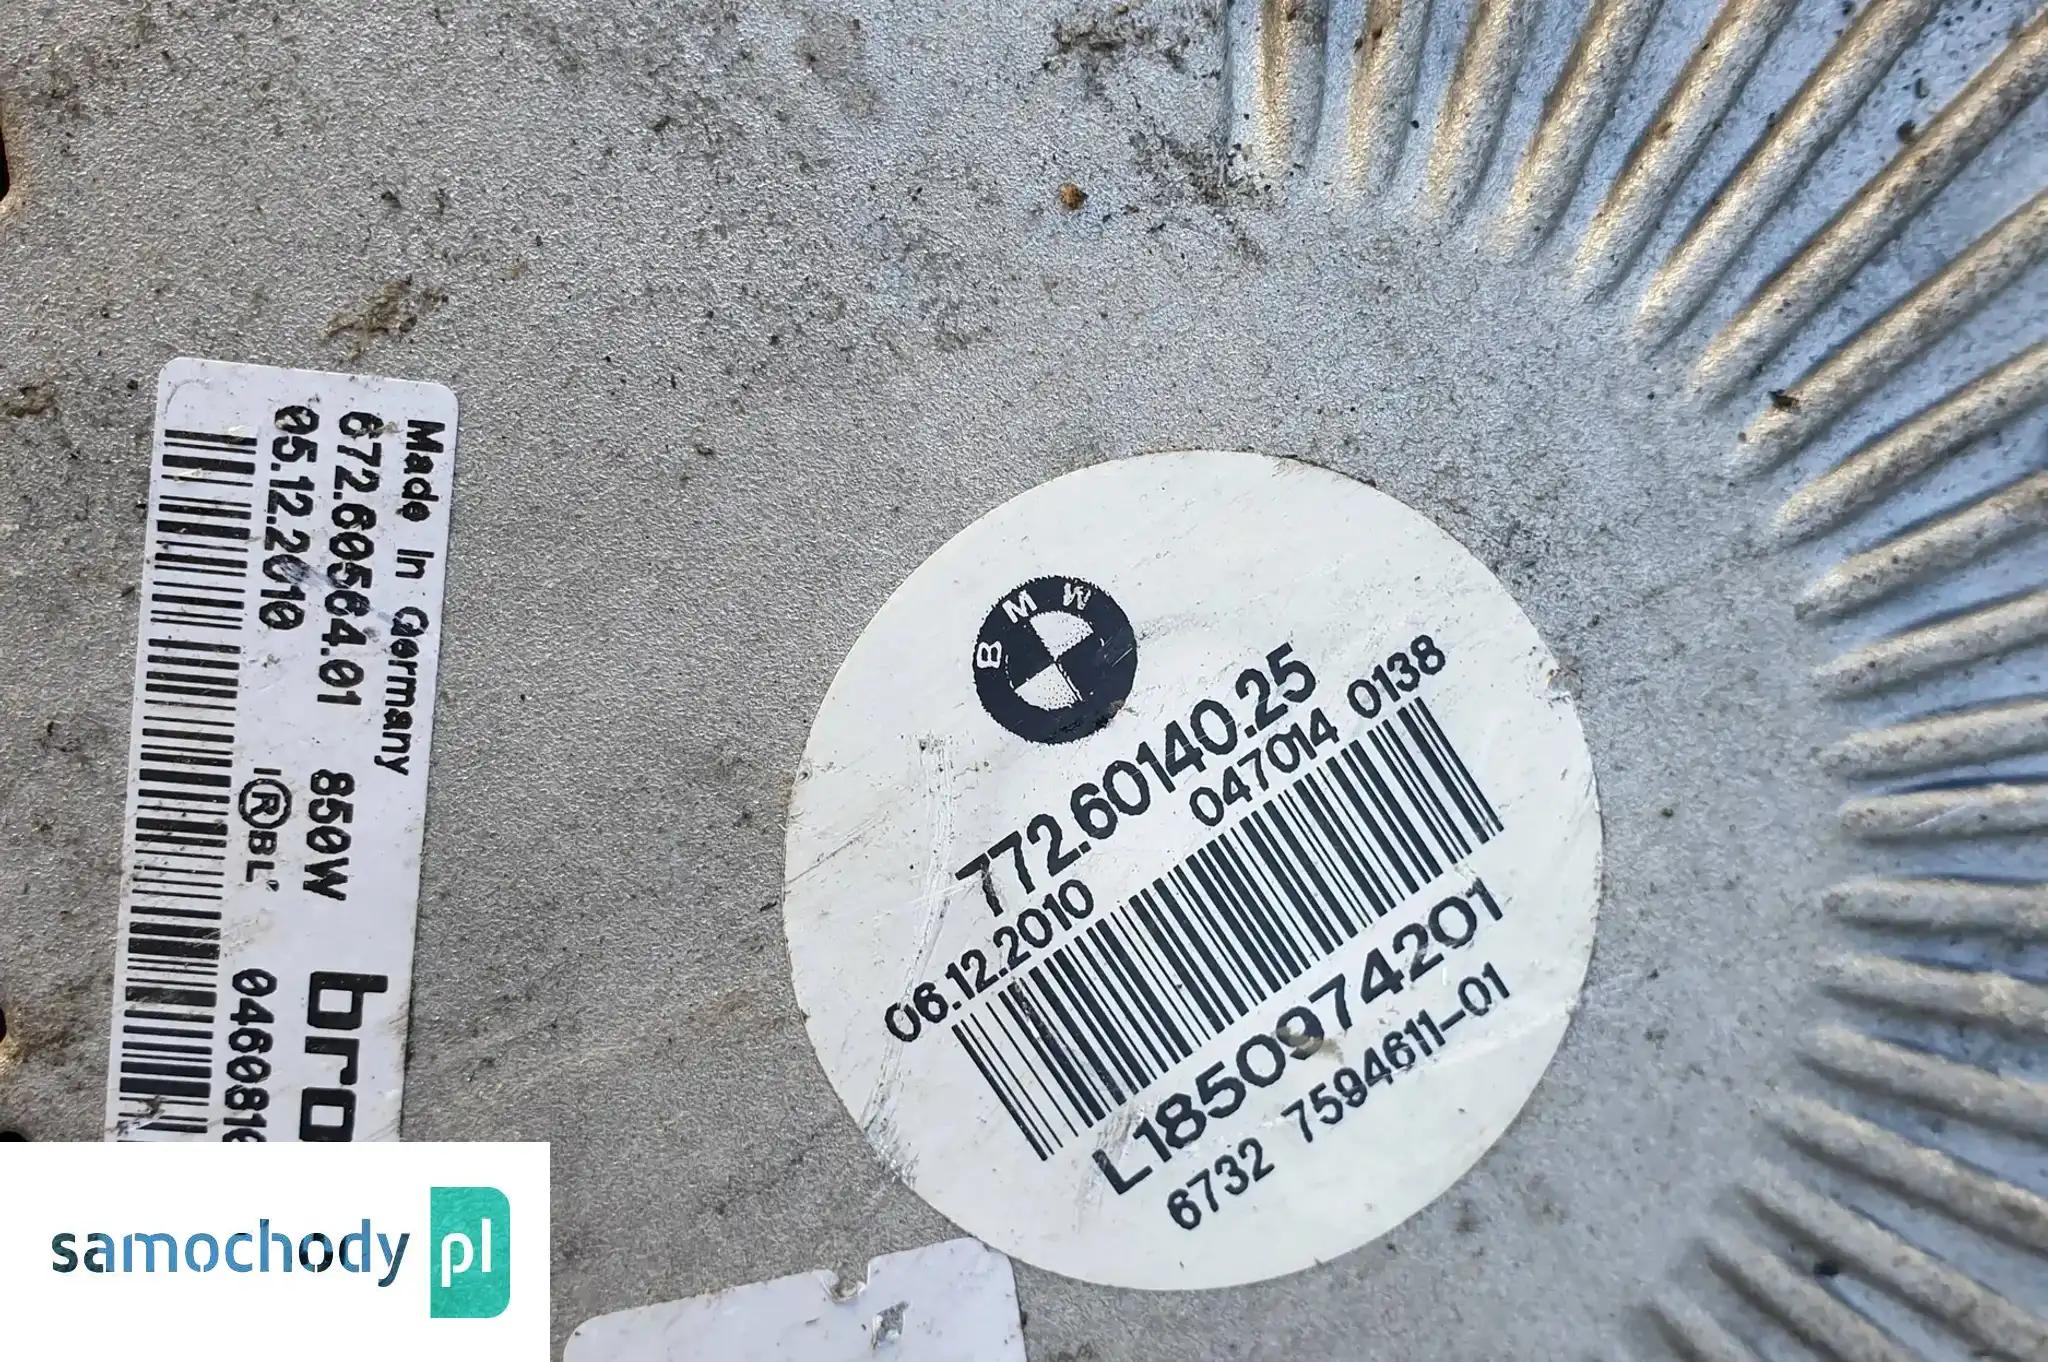 Made In Germany
672.60564.01 850W
05.12.2010
BMW
772.60140.25
06.12.2010 047014 0138
L1850974201
6732 7594611-01
samochody pl